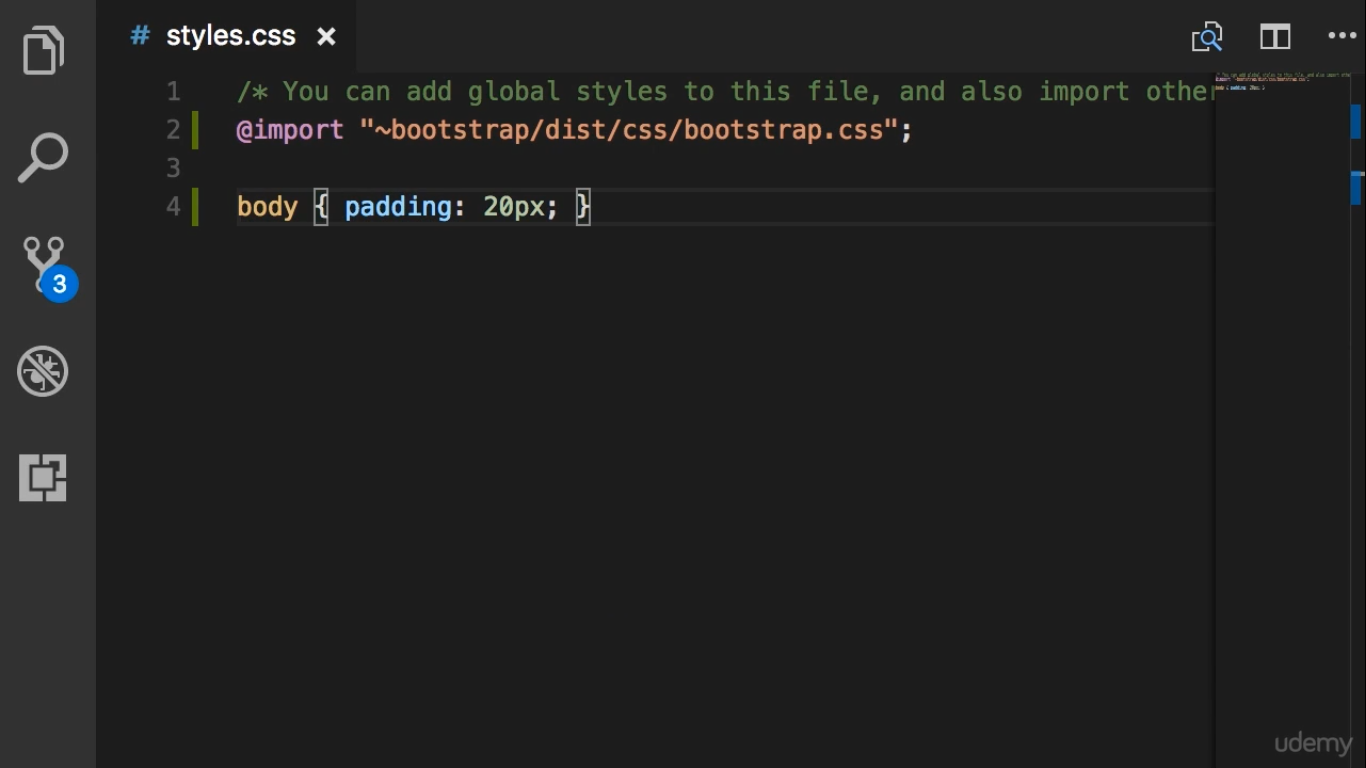 # styles.css ×
1 /* You can add global styles to this file, and also import other
2 @import "~bootstrap/dist/css/bootstrap.css";
3
4 body { padding: 20px; }
3
udemy